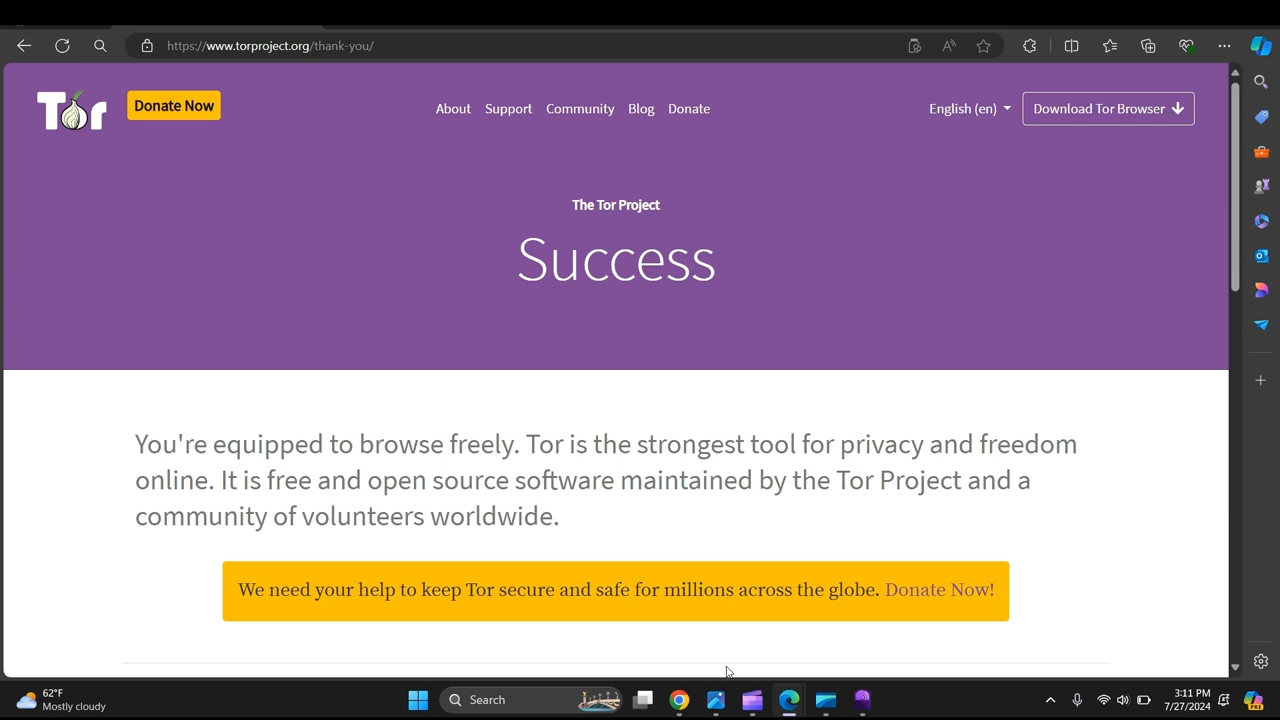 https://www.torproject.org/thank-you/
Tor
Donate Now
About Support Community Blog Donate
English (en)
Download Tor Browser
The Tor Project
Success
You're equipped to browse freely. Tor is the strongest tool for privacy and freedom
online. It is free and open source software maintained by the Tor Project and a
community of volunteers worldwide.
We need your help to keep Tor secure and safe for millions across the globe. Donate Now!
62°F
Mostly cloudy
Search
3:11 PM
7/27/2024